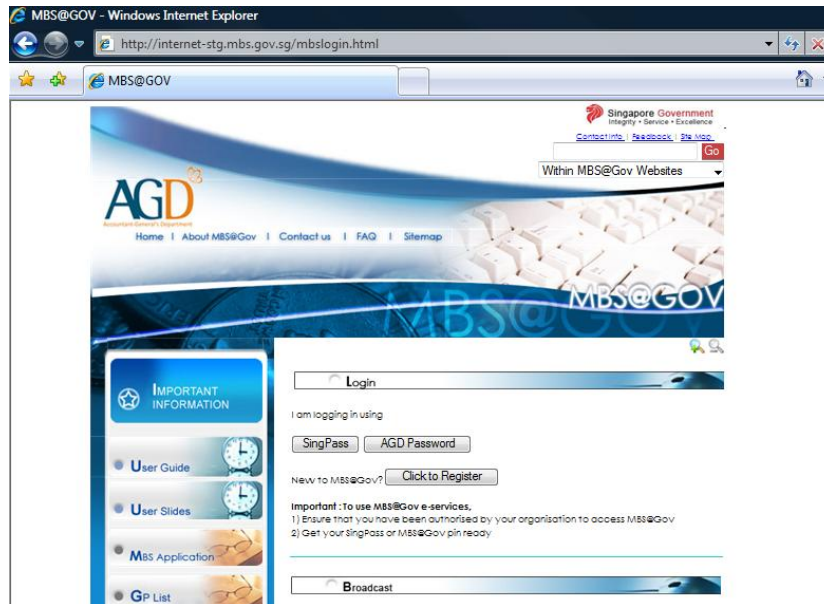 MBS@GOV - Windows Internet Explorer
http://internet-stg.mbs.gov.sg/mbslogin.html
MBS@GOV
Singapore Government
Integrity • Service • Excellence
Contact Info | Feedback | Site Map
Go
Within MBS@Gov Websites
AGD
Accountant-General's Department
Home | About MBS@Gov | Contact us | FAQ | Sitemap
MBS@GOV
MBS@GOV
IMPORTANT
INFORMATION
User Guide
User Slides
MBS Application
GP List
Login
I am logging in using
SingPass AGD Password
New to MBS@Gov? Click to Register
Important : To use MBS@Gov e-services,
1) Ensure that you have been authorised by your organisation to access MBS@Gov
2) Get your SingPass or MBS@Gov pin ready
Broadcast